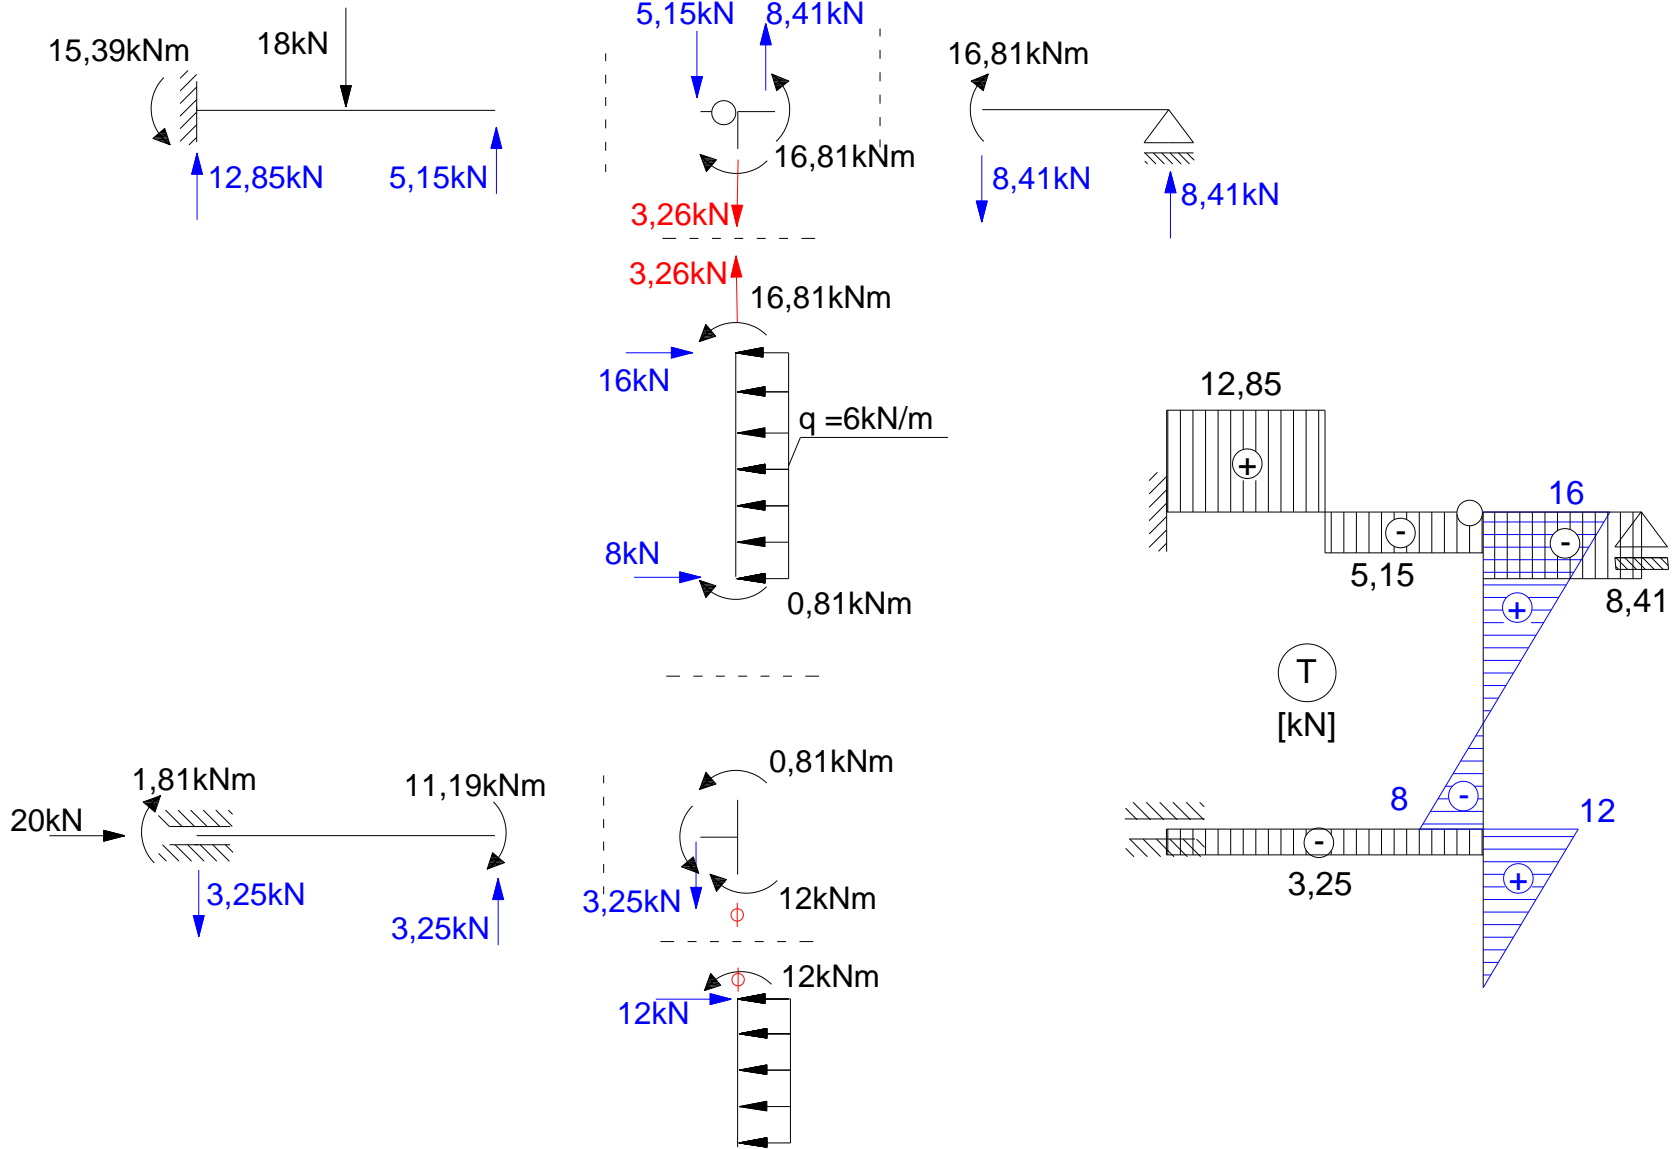 5,15kN 8,41kN
15,39kNm 18kN 16,81kNm
16,81kNm
12,85kN 5,15kN 8,41kN 8,41kN
3,26kN
3,26kN
16,81kNm
16kN
q =6kN/m
8kN
0,81kNm
12,85
+
16
-
-
5,15
8,41
+
T
[kN]
0,81kNm
1,81kNm 11,19kNm
20kN
3,25kN
3,25kN
3,25kN
12kNm
12kNm
12kN
8
-
12
-
3,25
+